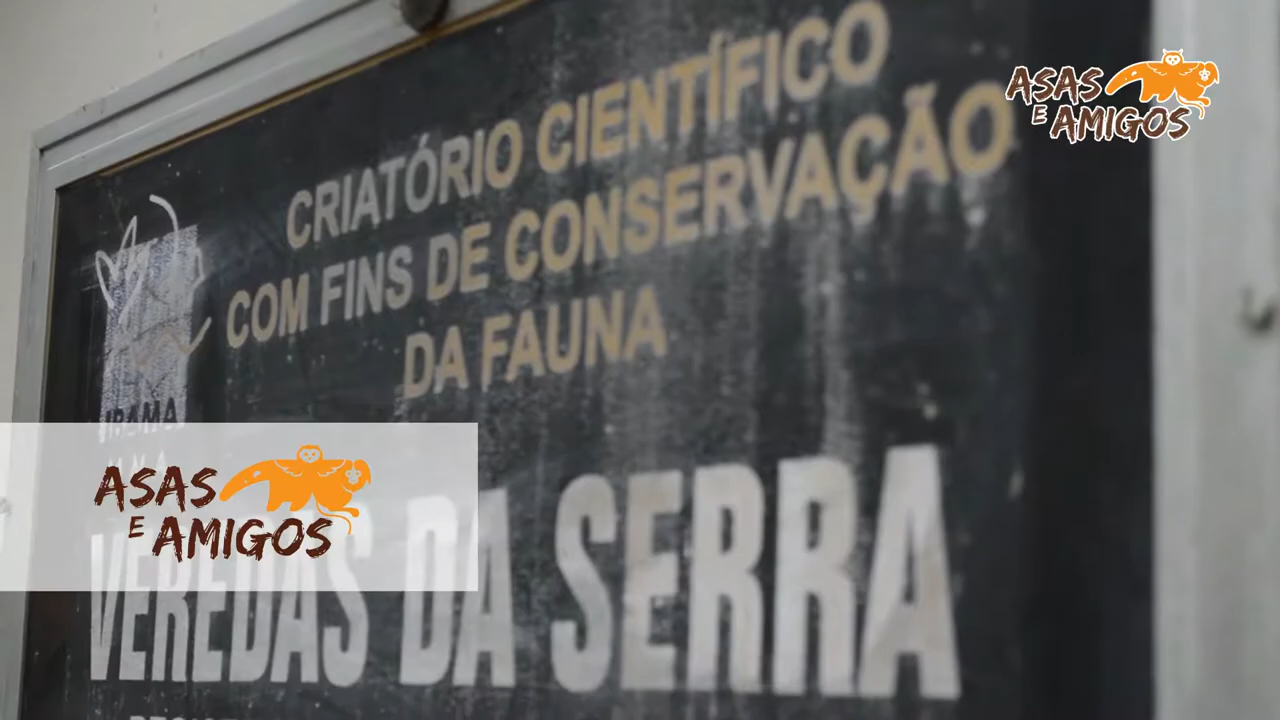 CRIATÓRIO CIENTÍFICO
COM FINS DE CONSERVAÇÃO
DA FAUNA
IBAMA
VEREDAS DA SERRA
ASAS
E AMIGOS
ASAS
E AMIGOS